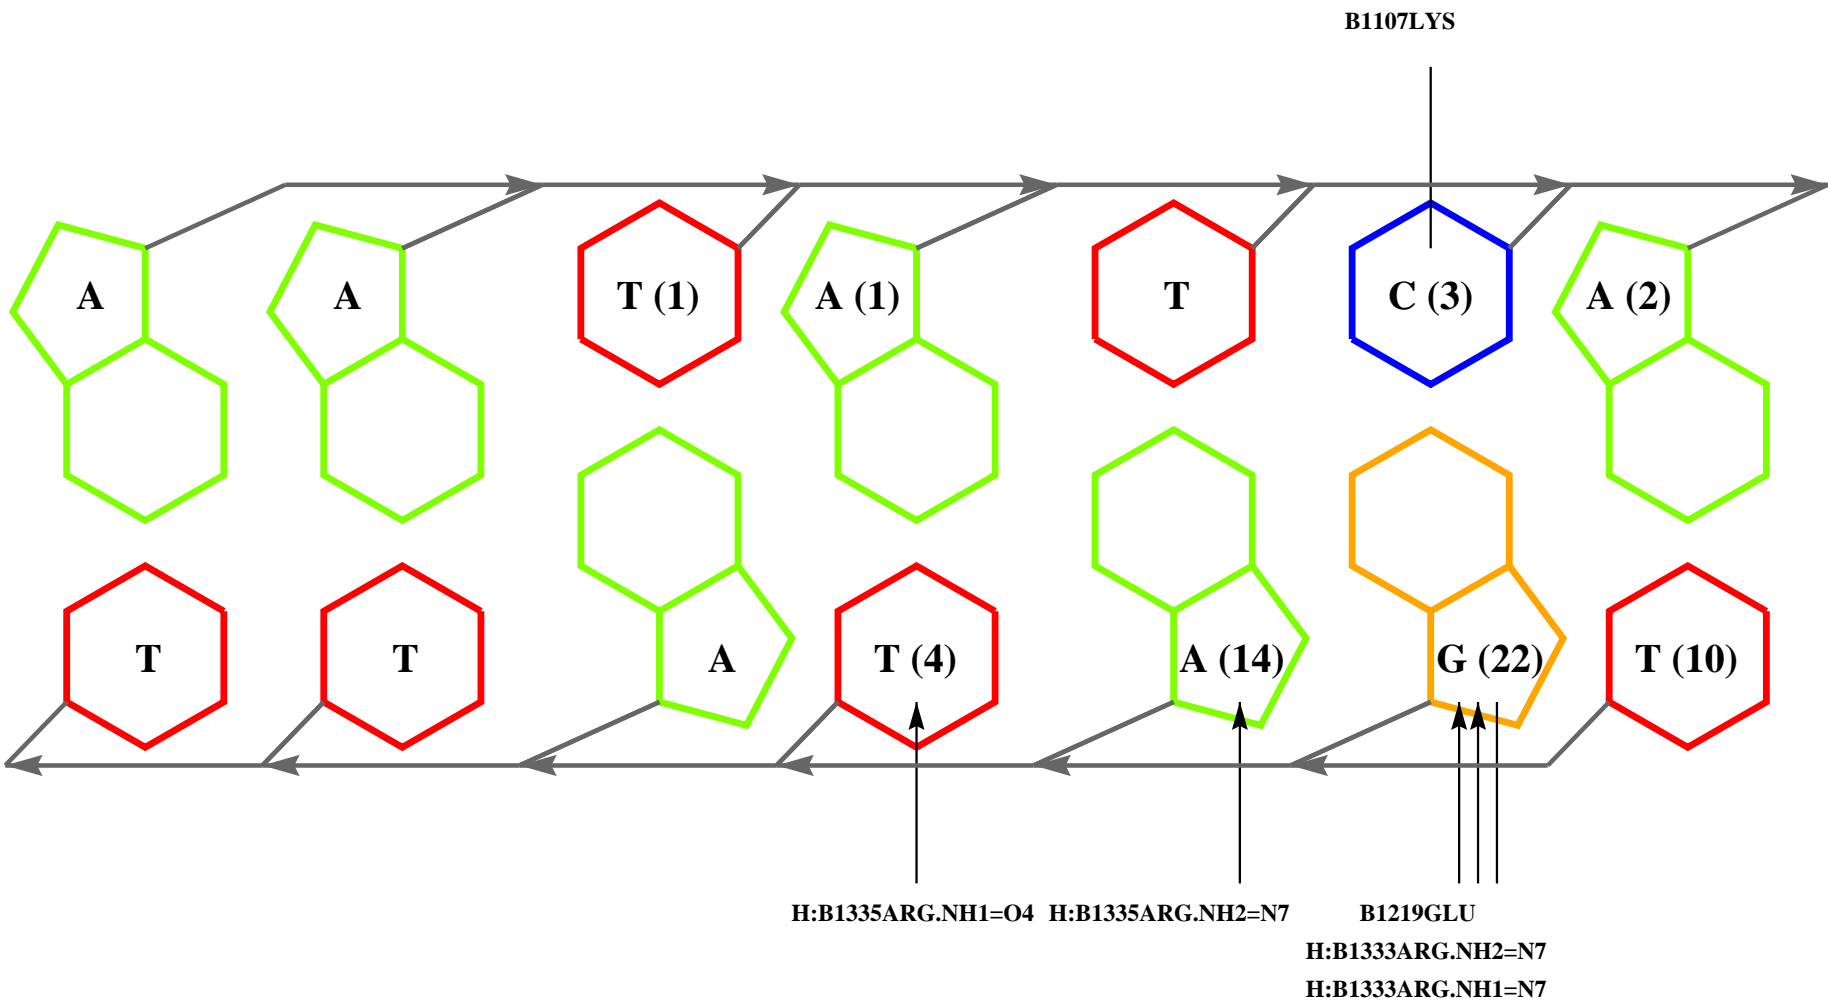 B1107LYS
A A T (1) A (1) T C (3) A (2)
T T A T (4) A (14) G (22) T (10)
H:B1335ARG.NH1=O4 H:B1335ARG.NH2=N7 B1219GLU
H:B1333ARG.NH2=N7
H:B1333ARG.NH1=N7